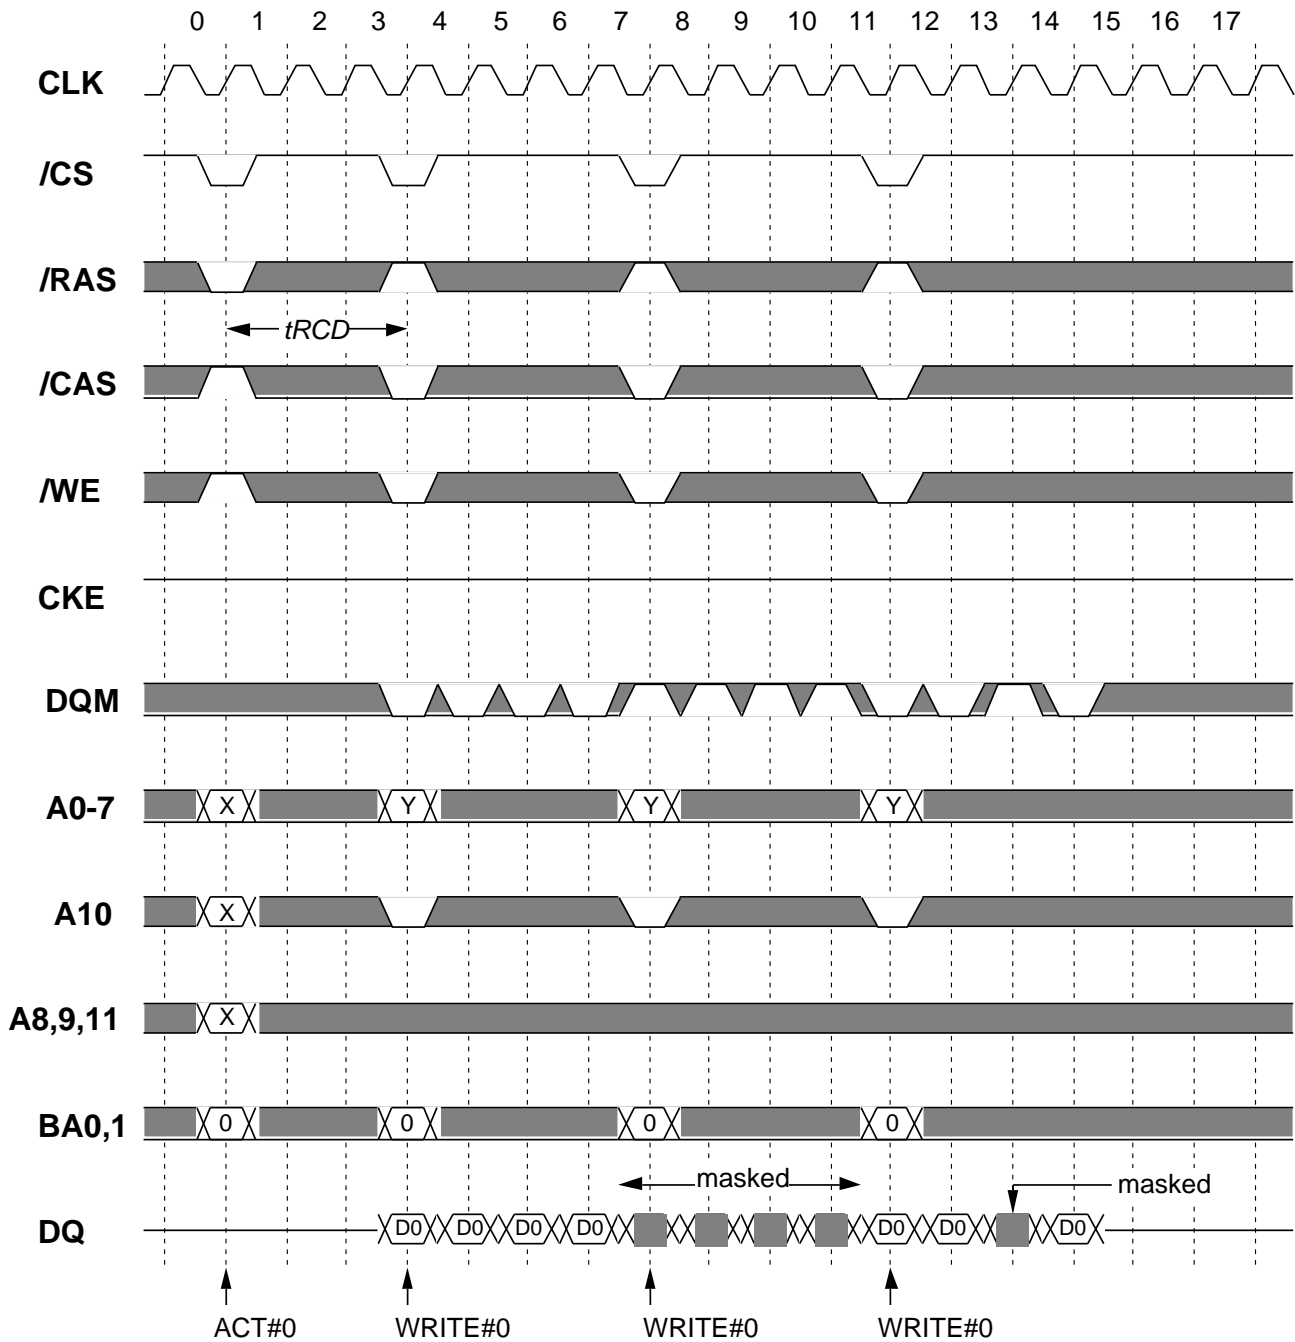 0 1 2 3 4 5 6 7 8 9 10 11 12 13 14 15 16 17
CLK
/CS
/RAS
tRCD
/CAS
/WE
CKE
DQM
A0-7 X Y Y Y
A10 X
A8,9,11 X
BA0,1 0 0 0 0
masked masked
DQ D0 D0 D0 D0 D0 D0 D0
ACT#0 WRITE#0 WRITE#0 WRITE#0